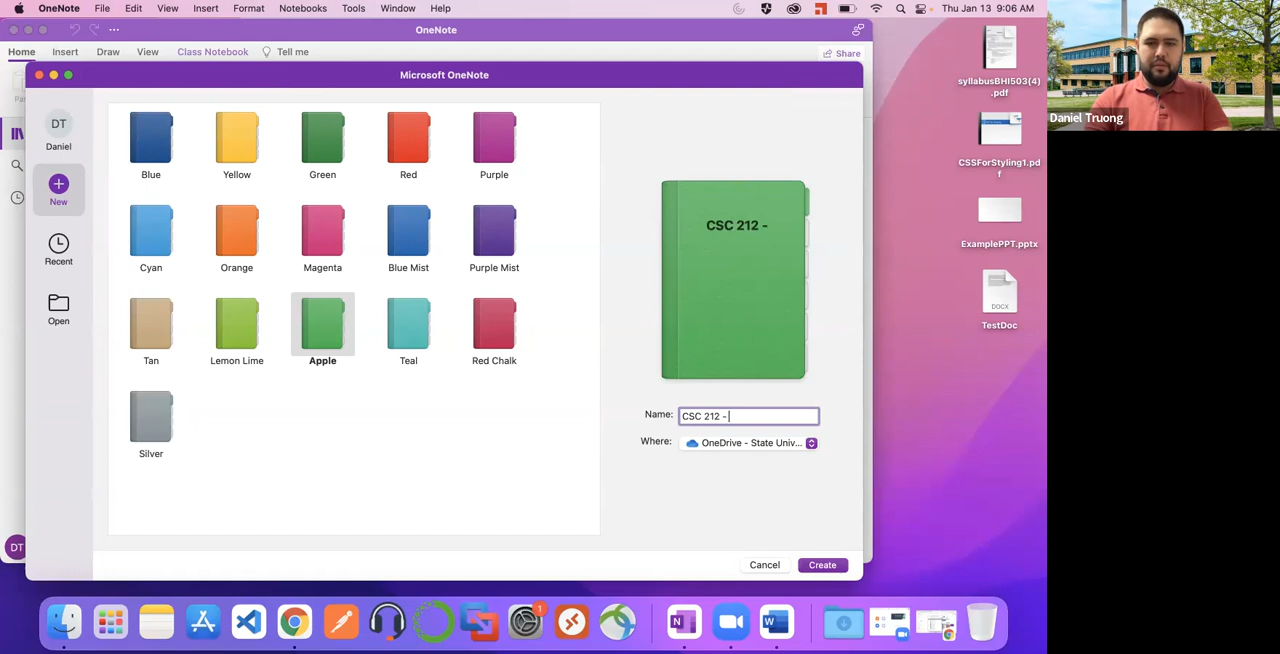 OneNote File Edit View Insert Format Notebooks Tools Window Help Thu Jan 13 9:06 AM
OneNote
Home Insert Draw View Class Notebook Tell me Share
Microsoft OneNote
DT
Daniel
New
Recent
Open
Blue Yellow Green Red Purple
Cyan Orange Magenta Blue Mist Purple Mist
Tan Lemon Lime Apple Teal Red Chalk
Silver
CSC 212 -
Name: CSC 212 -
Where: OneDrive - State Univ...
Cancel Create
DT
syllabusBHI503(4)
.pdf
CSSForStyling1.pd
f
ExamplePPT.pptx
DOCX
TestDoc
Daniel Truong
1
N
W